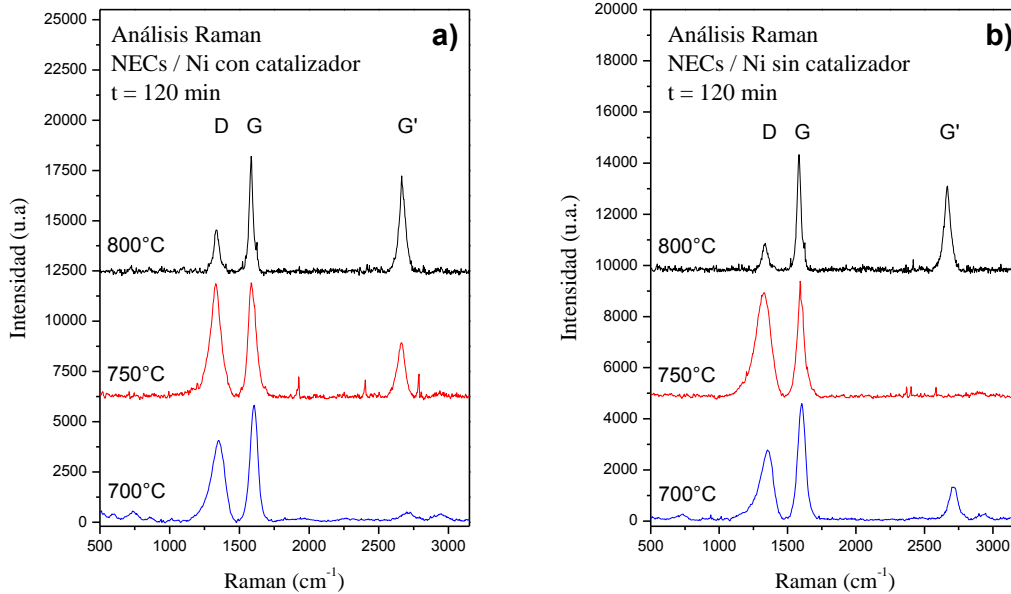 a)
Análisis Raman
NECs / Ni con catalizador
t = 120 min
D G G'
800°C
750°C
700°C
25000
22500
20000
17500
15000
12500
10000
7500
5000
2500
0
500 1000 1500 2000 2500 3000
Intensidad (u.a)
Raman (cm-1)
b)
Análisis Raman
NECs / Ni sin catalizador
t = 120 min
D G G'
800°C
750°C
700°C
20000
18000
16000
14000
12000
10000
8000
6000
4000
2000
0
500 1000 1500 2000 2500 3000
Intensidad (u.a.)
Raman (cm-1)